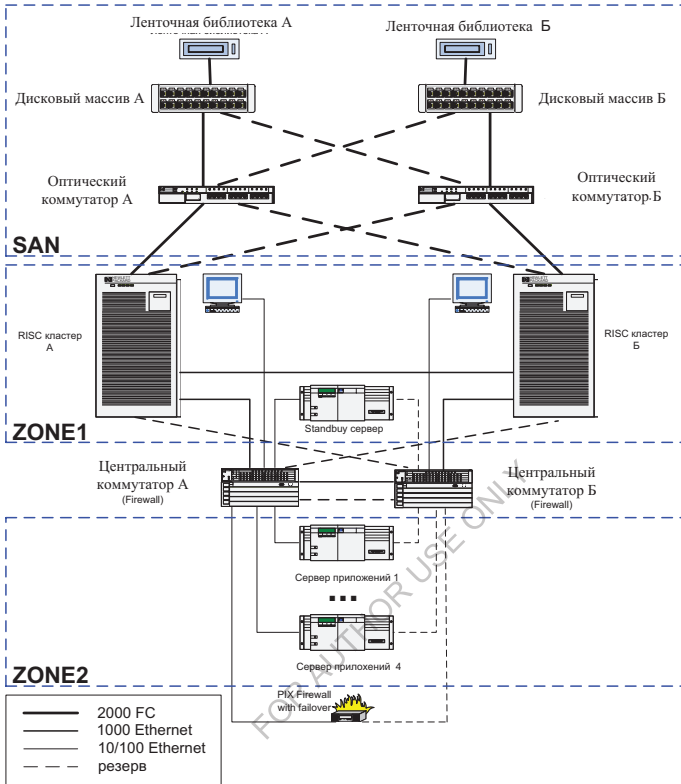 Ленточная библиотека А
Ленточная библиотека Б
Дисковый массив А
Дисковый массив Б
Оптический
коммутатор А
Оптический
коммутатор.Б
SAN
RISC кластер
А
RISC кластер
Б
Standbuy сервер
ZONE1
Центральный
коммутатор А
(Firewall)
Центральный
коммутатор Б
(Firewall)
Сервер приложений 1
...
Сервер приложений 4
ZONE2
PIX Firewall
with failover
2000 FC
1000 Ethernet
10/100 Ethernet
резерв
FOR AUTHOR USE ONLY